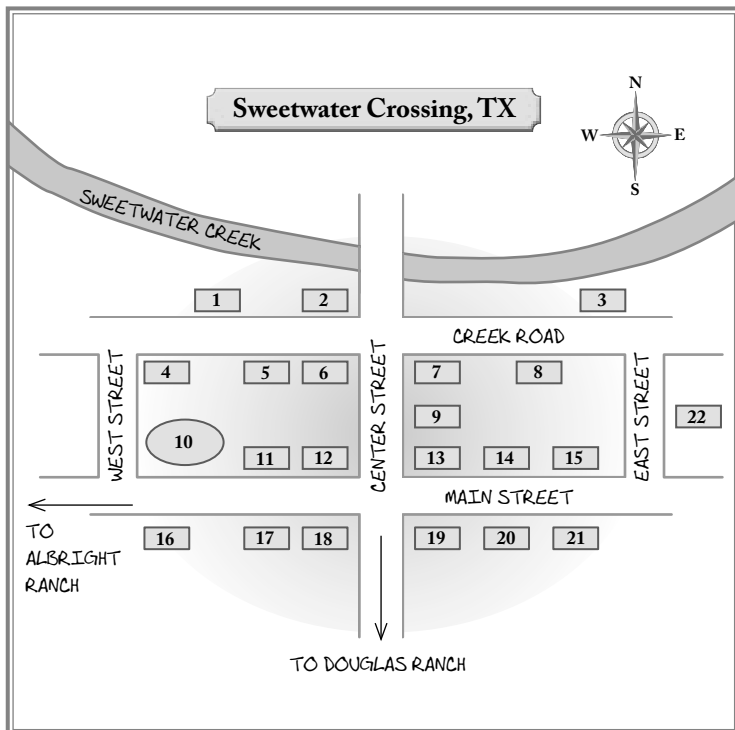 Sweetwater Crossing, TX
N
W E
S
SWEETWATER CREEK
1 2 3
CREEK ROAD
WEST STREET
CENTER STREET
EAST STREET
4 5 6 7 8
9 22
10
11 12 13 14 15
MAIN STREET
TO
ALBRIGHT
RANCH
16 17 18 19 20 21
TO DOUGLAS RANCH